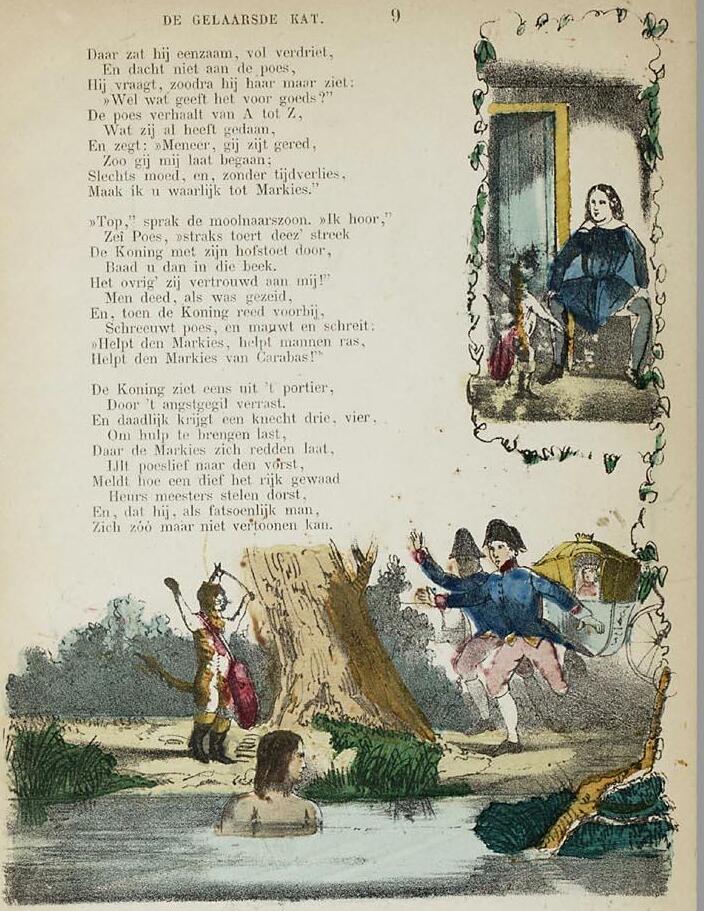 DE GELAARSDE KAT. 9
Daar zat hij eenzaam, vol verdriet,
En dacht niet aan de poes,
Hij vraagt, zoodra hij haar maar ziet:
»Wel wat geeft het voor goeds?"
De poes verhaalt van A tot Z,
Wat zij al heeft gedaan,
En zegt: »Meneer, gij zijt gered,
Zoo gij mij laat begaan;
Slechts moed, en, zonder tijdverlies,
Maak ik u waarlijk tot Markies."
»Top," sprak de moolnaarszoon. »Ik hoor,"
Zei Poes, »straks toert deez' streek
De Koning met zijn hofstoet door,
Baad u dan in die beek.
Het ovrig' zij vertrouwd aan mij!"
Men deed, als was gezeid,
En, toen de Koning reed voorbij,
Schreeuwt poes, en mauwt en schreit:
»Helpt den Markies, helpt mannen ras,
Helpt den Markies van Carabas!"
De Koning ziet eens uit 't portier,
Door 't angstgegil verrast.
En daadlijk krijgt een knecht drie, vier,
Om hulp te brengen last,
Daar de Markies zich redden laat,
IJlt poeslief naar den vorst,
Meldt hoe een dief het rijk gewaad
Heurs meesters stelen dorst,
En, dat hij, als fatsoenlijk man,
Zich zóó maar niet vertoonen kan.